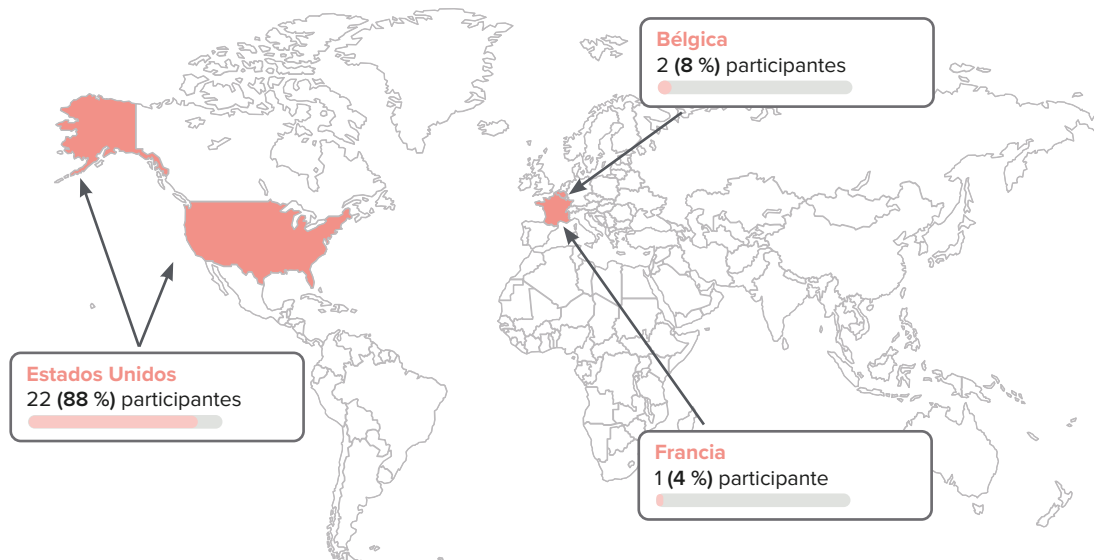 Bélgica
2 (8 %) participantes
Estados Unidos
22 (88 %) participantes
Francia
1 (4 %) participante